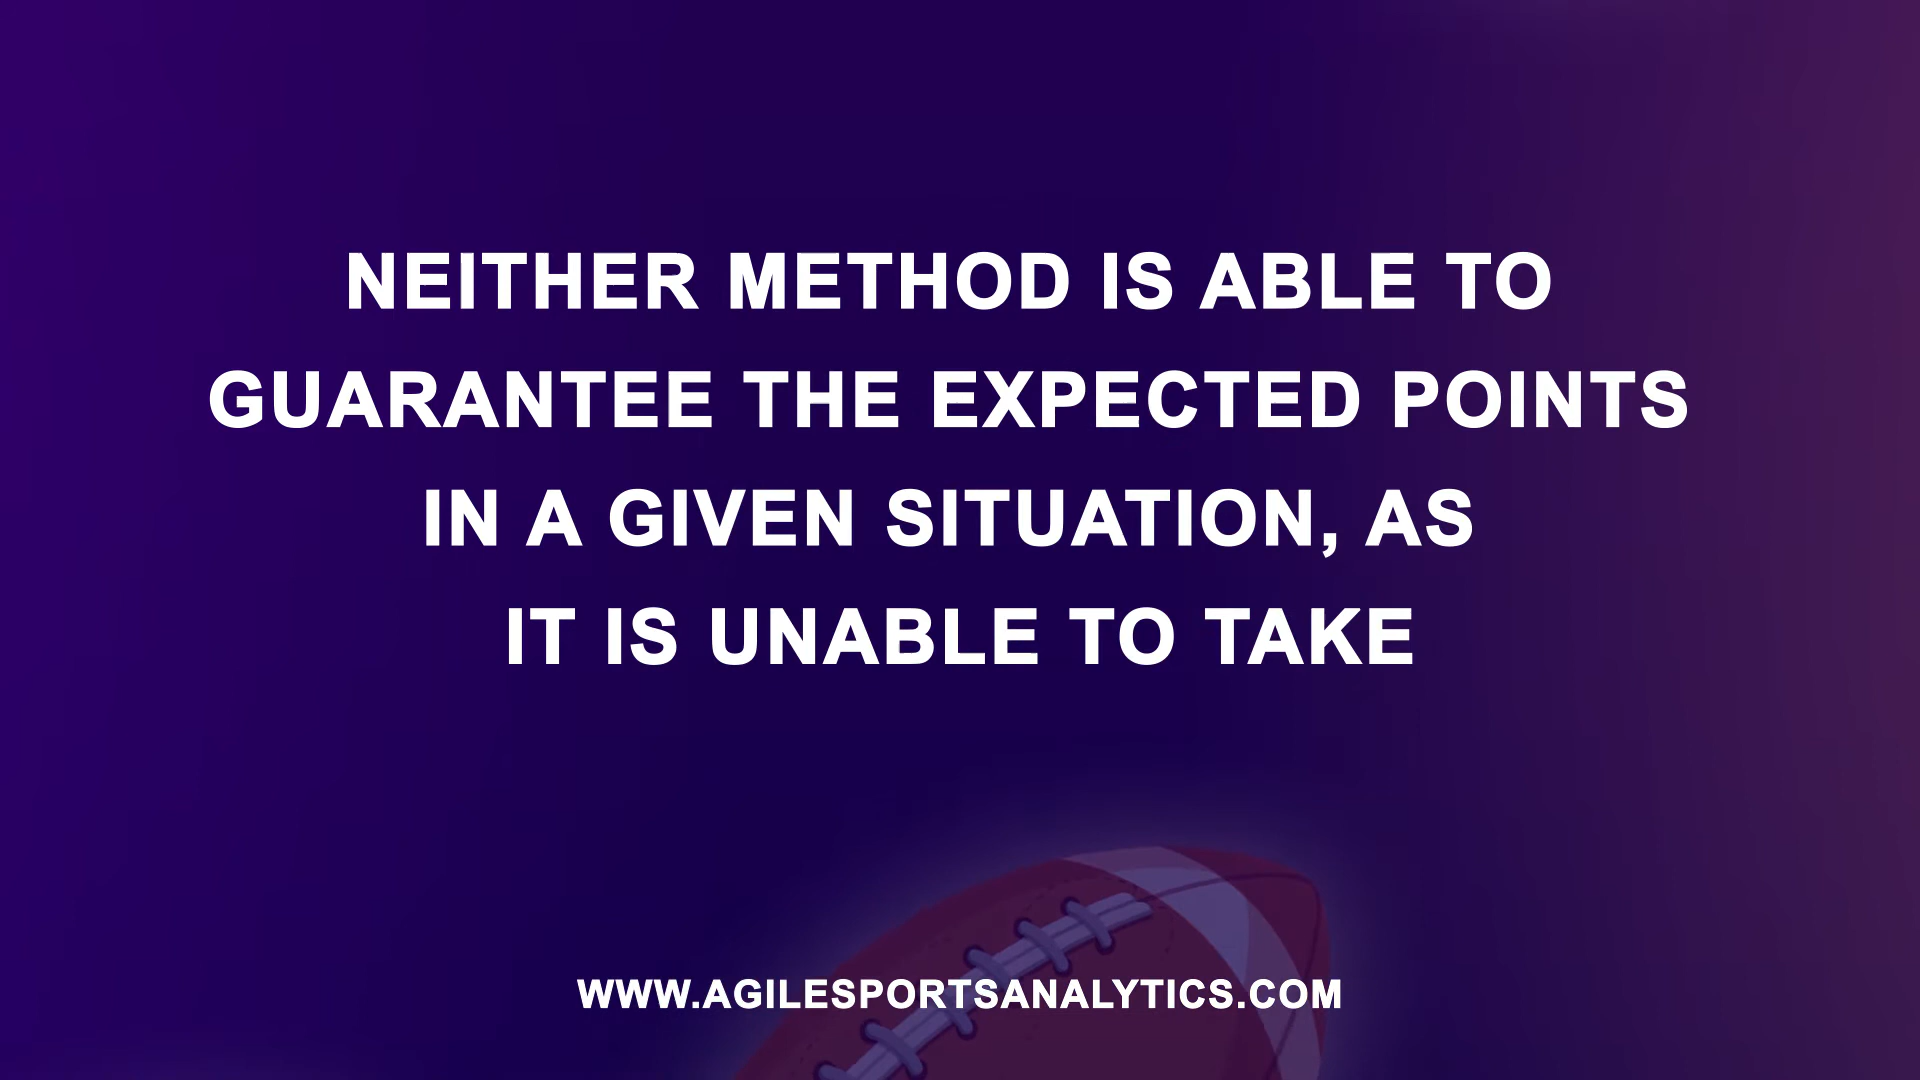 NEITHER METHOD IS ABLE TO
GUARANTEE THE EXPECTED POINTS
IN A GIVEN SITUATION, AS
IT IS UNABLE TO TAKE
WWW.AGILESPORTSANALYTICS.COM